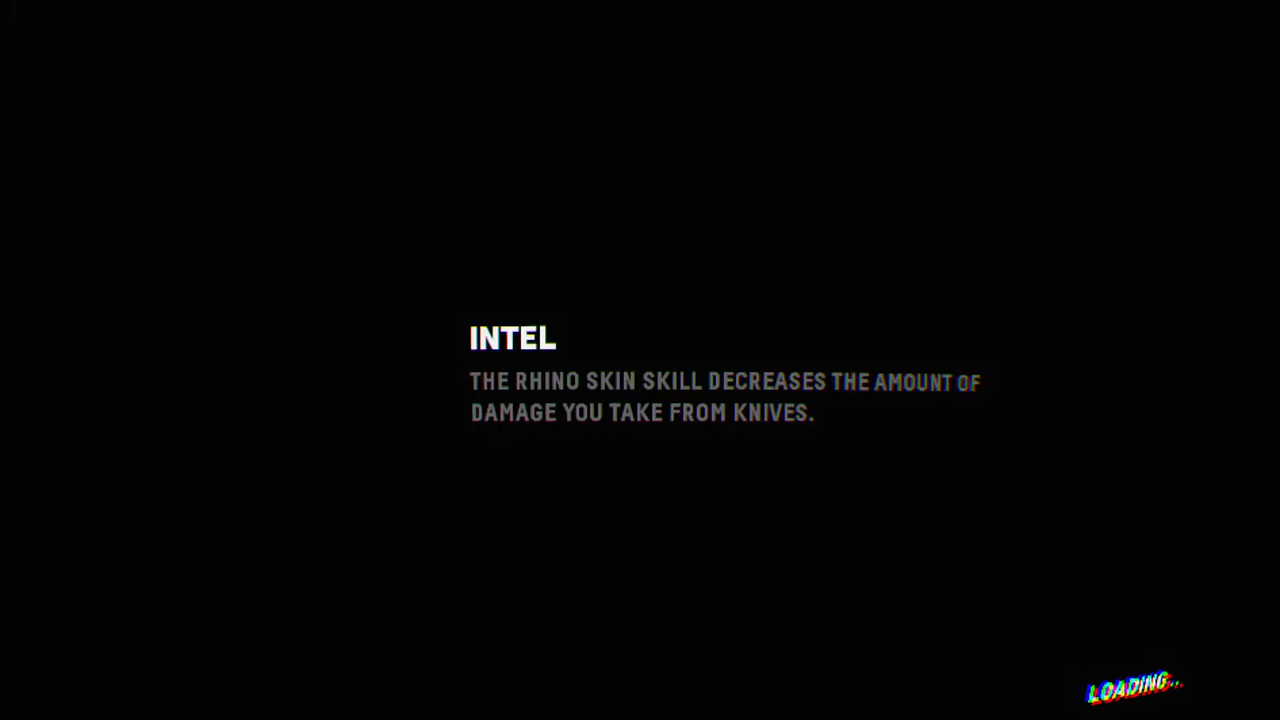 INTEL
THE RHINO SKIN SKILL DECREASES THE AMOUNT OF
DAMAGE YOU TAKE FROM KNIVES.
LOADING...